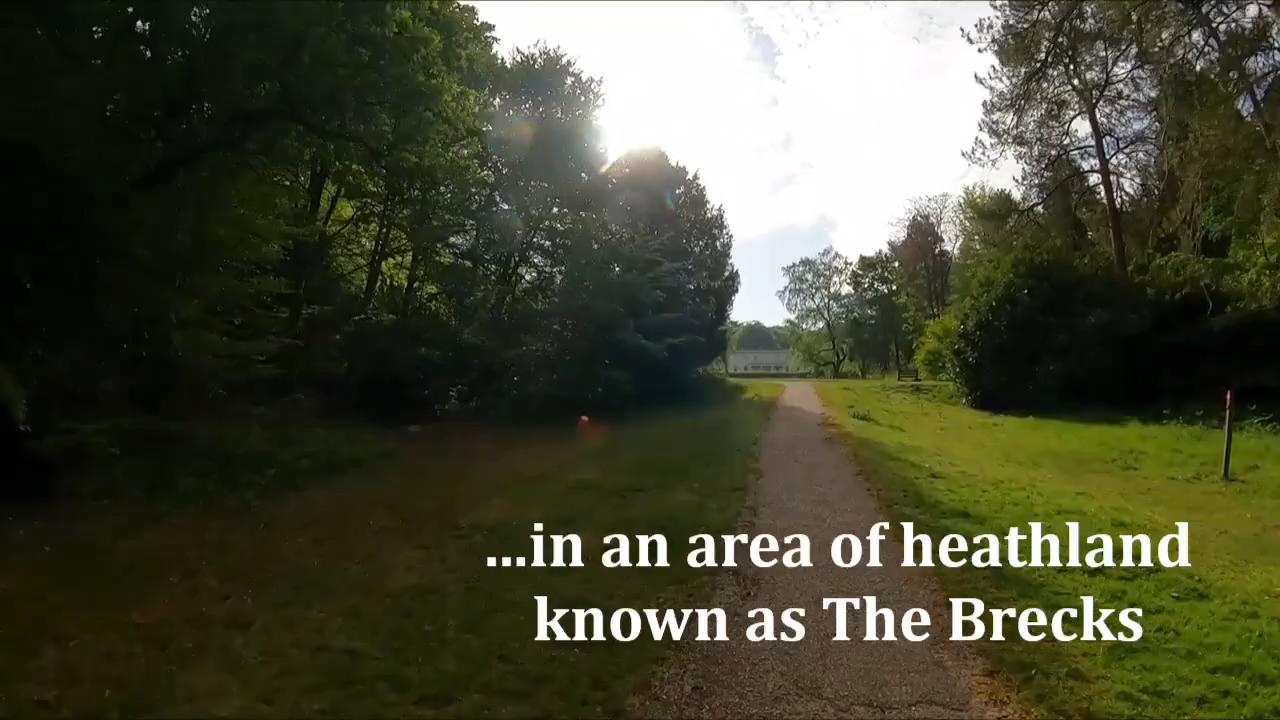 ...in an area of heathland
known as The Brecks